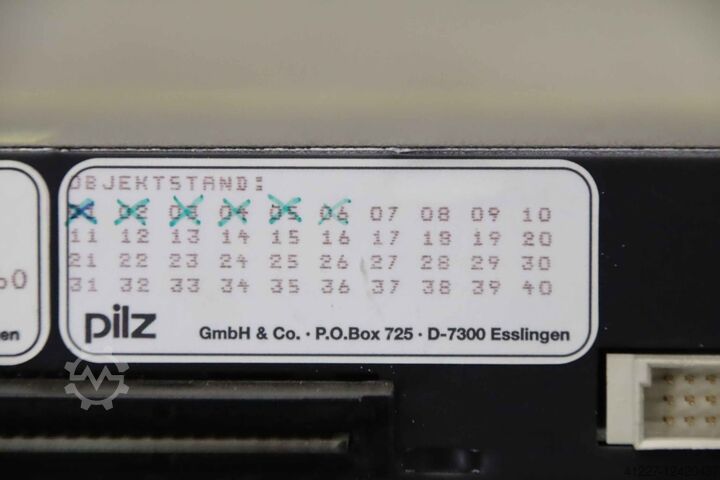 OBJEKTSTAND:
01 02 03 04 05 06 07 08 09 10
11 12 13 14 15 16 17 18 19 20
21 22 23 24 25 26 27 28 29 30
31 32 33 34 35 36 37 38 39 40
pilz GmbH & Co. · P.O.Box 725 · D-7300 Esslingen
60
en